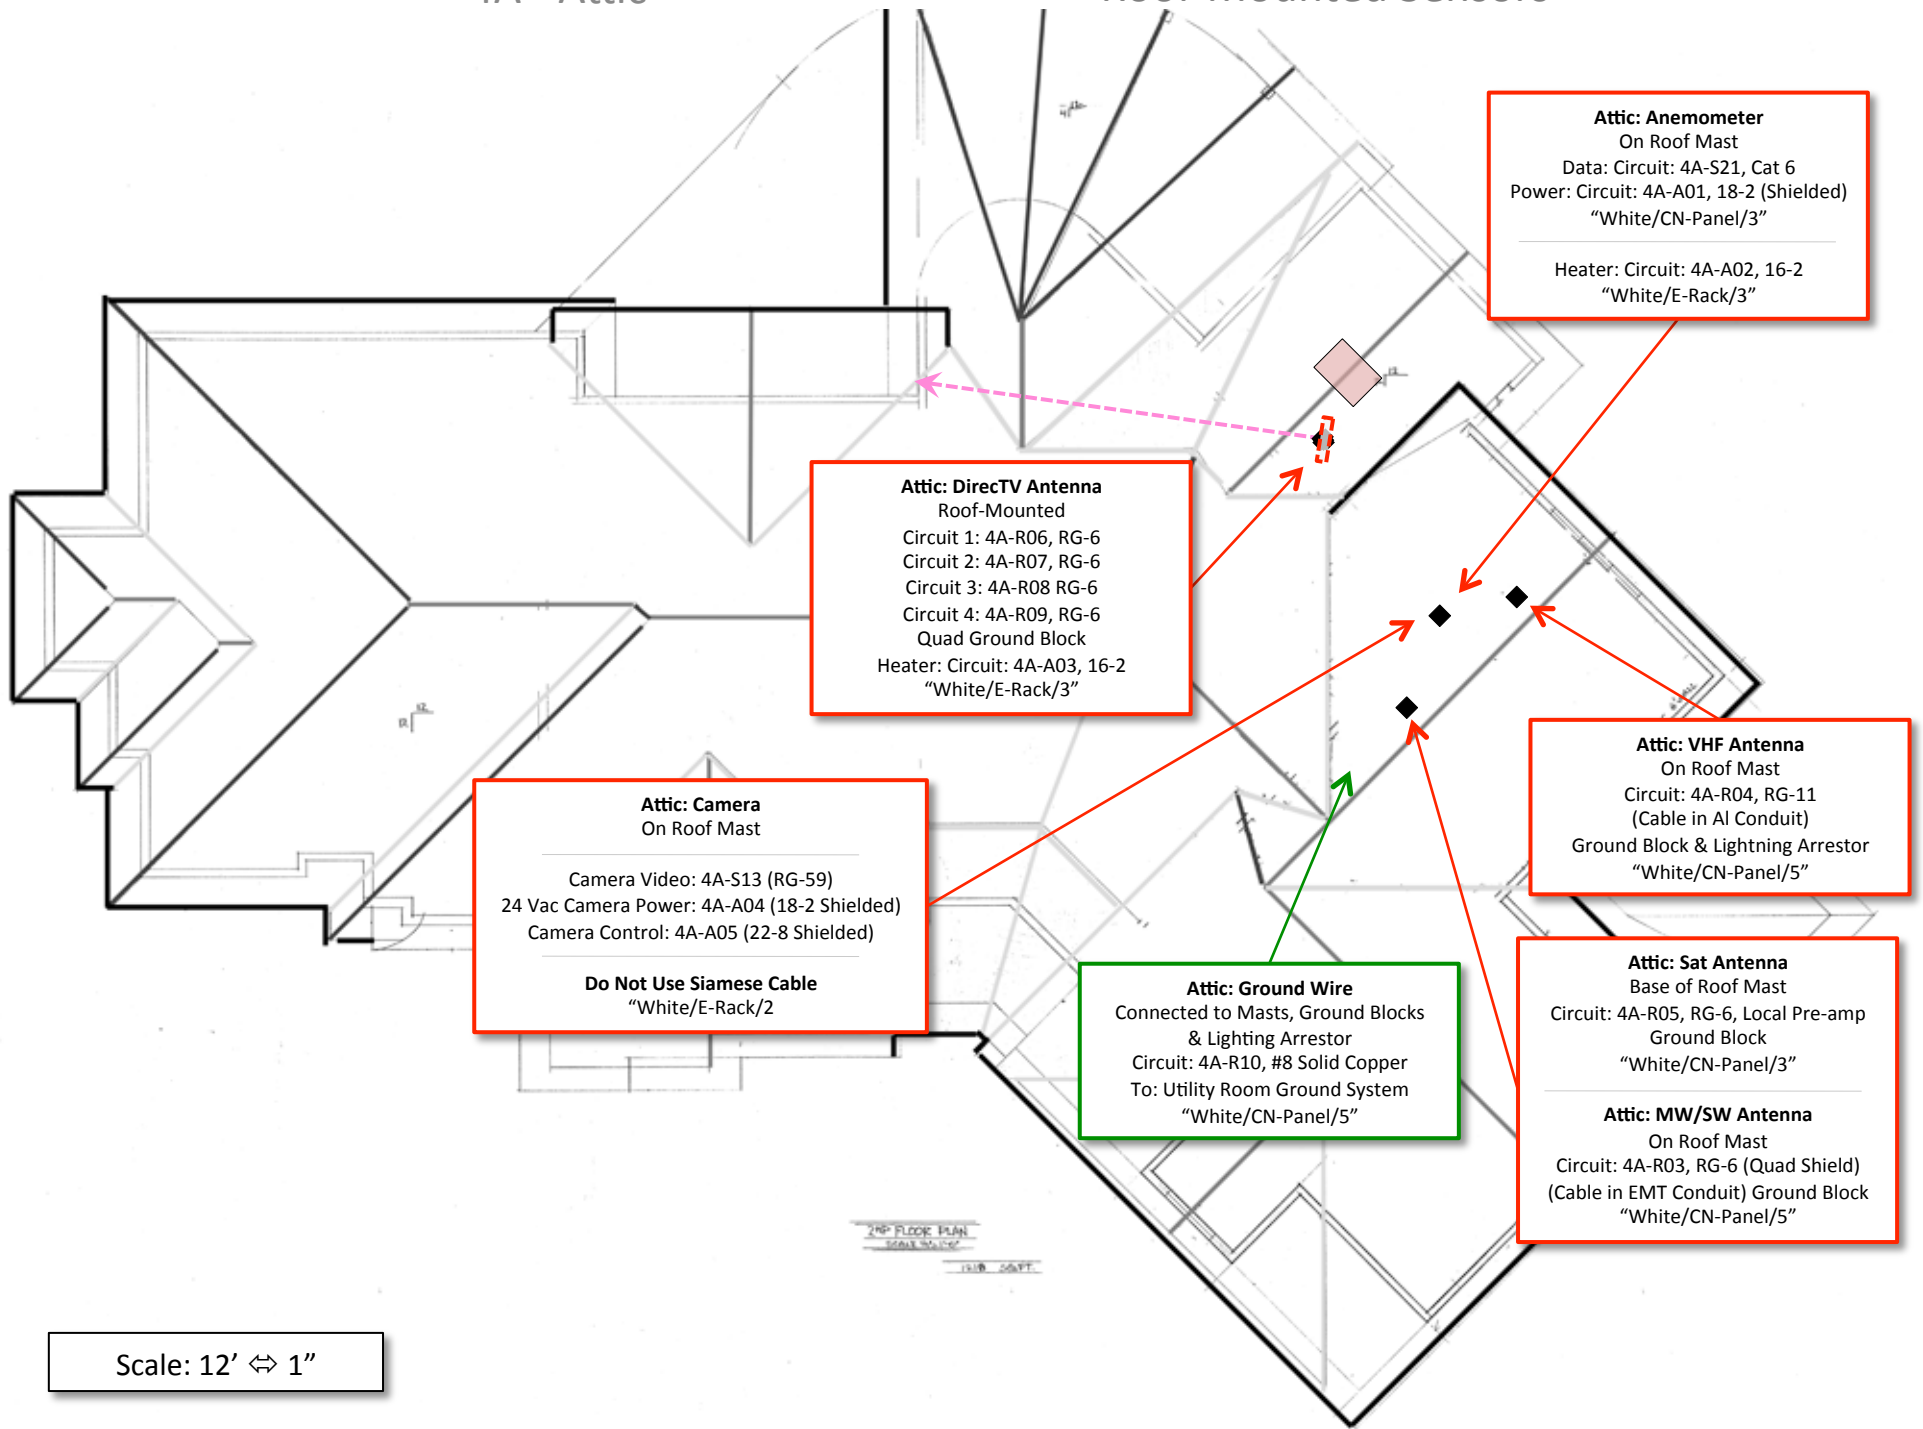 Attic: Anemometer
On Roof Mast
Data: Circuit: 4A-S21, Cat 6
Power: Circuit: 4A-A01, 18-2 (Shielded)
“White/CN-Panel/3”
Heater: Circuit: 4A-A02, 16-2
“White/E-Rack/3”
Attic: DirecTV Antenna
Roof-Mounted
Circuit 1: 4A-R06, RG-6
Circuit 2: 4A-R07, RG-6
Circuit 3: 4A-R08 RG-6
Circuit 4: 4A-R09, RG-6
Quad Ground Block
Heater: Circuit: 4A-A03, 16-2
“White/E-Rack/3”
Attic: VHF Antenna
On Roof Mast
Circuit: 4A-R04, RG-11
(Cable in Al Conduit)
Ground Block & Lightning Arrestor
“White/CN-Panel/5”
Attic: Camera
On Roof Mast
Camera Video: 4A-S13 (RG-59)
24 Vac Camera Power: 4A-A04 (18-2 Shielded)
Camera Control: 4A-A05 (22-8 Shielded)
Do Not Use Siamese Cable
“White/E-Rack/2
Attic: Ground Wire
Connected to Masts, Ground Blocks
& Lighting Arrestor
Circuit: 4A-R10, #8 Solid Copper
To: Utility Room Ground System
“White/CN-Panel/5”
Attic: Sat Antenna
Base of Roof Mast
Circuit: 4A-R05, RG-6, Local Pre-amp
Ground Block
“White/CN-Panel/3”
Attic: MW/SW Antenna
On Roof Mast
Circuit: 4A-R03, RG-6 (Quad Shield)
(Cable in EMT Conduit) Ground Block
“White/CN-Panel/5”
2ND FLOOR PLAN
Scale: 12’ ⇔ 1”